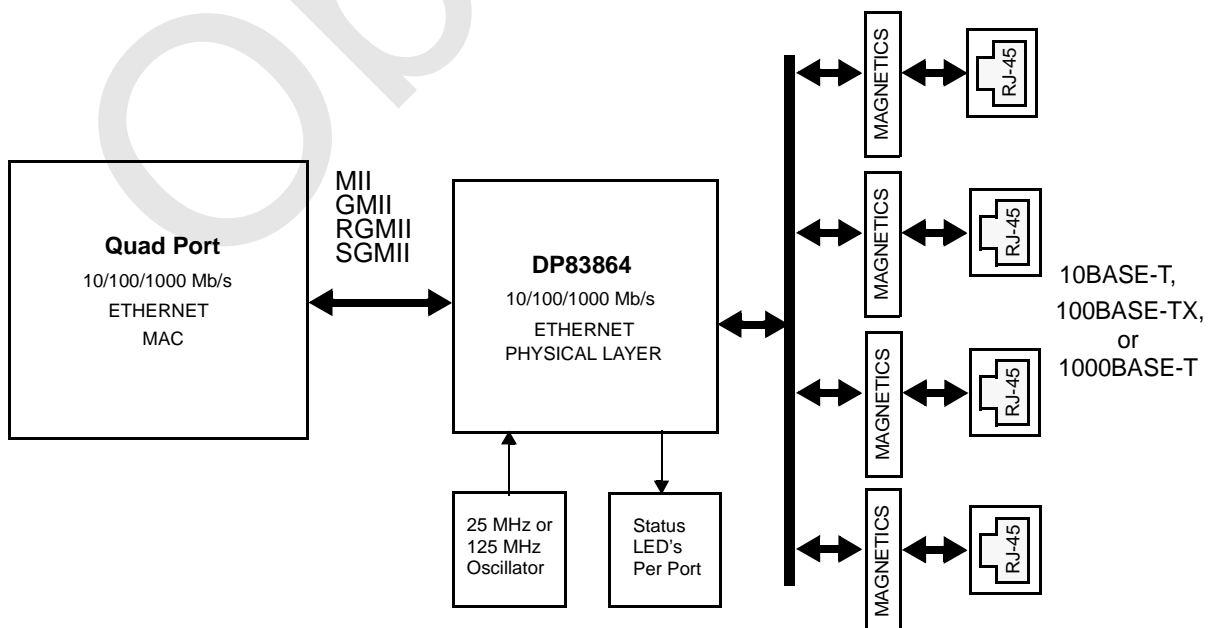 MII
GMII
RGMII
SGMII
Quad Port
10/100/1000 Mb/s
ETHERNET
MAC
DP83864
10/100/1000 Mb/s
ETHERNET
PHYSICAL LAYER
25 MHz or
125 MHz
Oscillator
Status
LED's
Per Port
MAGNETICS
RJ-45
MAGNETICS
RJ-45
MAGNETICS
RJ-45
MAGNETICS
RJ-45
10BASE-T,
100BASE-TX,
or
1000BASE-T